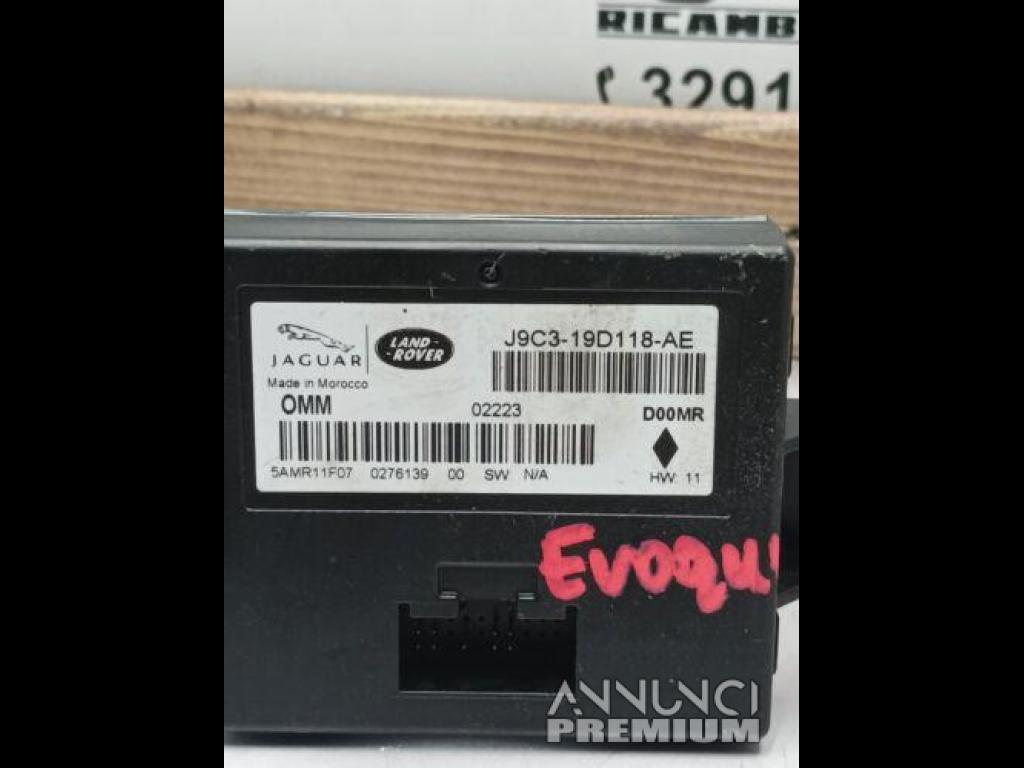 RICAMB
3291
JAGUAR
LAND-
-ROVER
J9C3-19D118-AE
Made in Morocco
OMM 02223 D00MR
5AMR11F07 0276139 00 SW N/A HW 11
EVOQU
ANNUNCI
PREMIUM